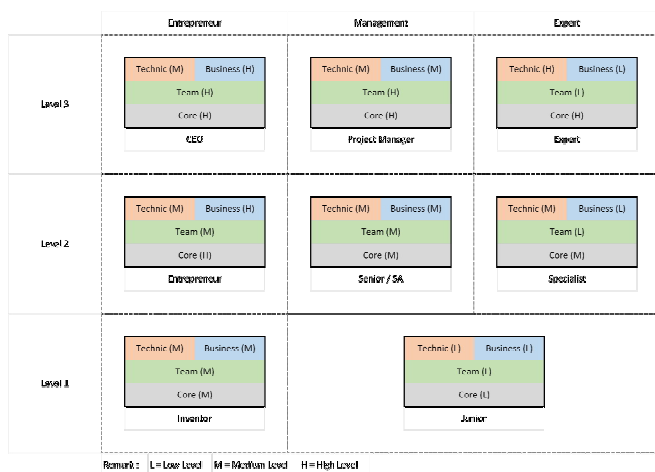 Entrepreneur Management Expert
Technic (M) Business (H) Technic (M) Business (M) Technic (H) Business (L)
Team (H) Team (H) Team (L)
Level 3
Core (H) Core (H) Core (H)
CEO Project Manager Expert
Technic (M) Business (H) Technic (M) Business (M) Technic (M) Business (L)
Team (M) Team (M) Team (L)
Level 2
Core (H) Core (M) Core (M)
Entrepreneur Senior / SA Specialist
Technic (M) Business (M) Technic (L) Business (L)
Team (M) Team (L)
Level 1
Core (M) Core (L)
Inventor Junior
Remark : L = Low Level M = Medium Level H = High Level